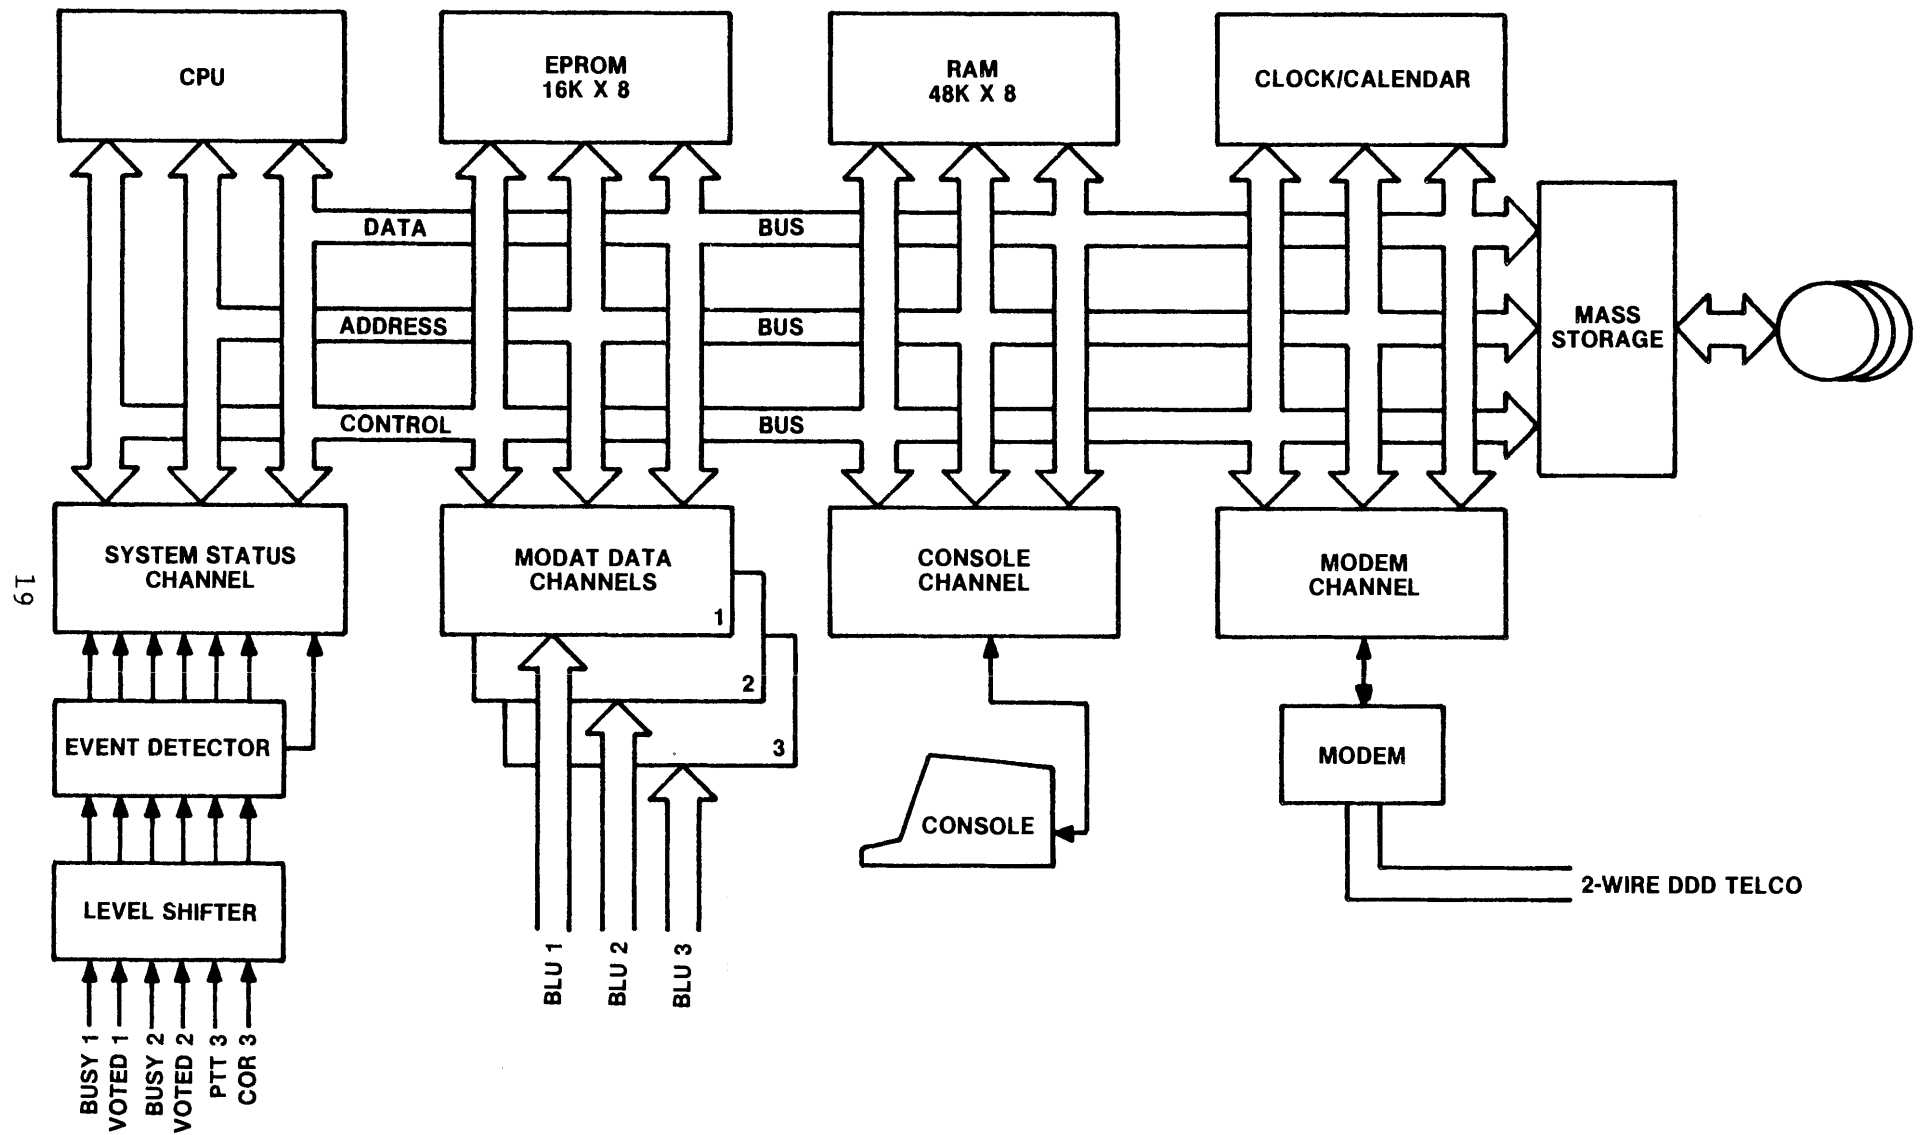 CPU
EPROM
16K X 8
RAM
48K X 8
CLOCK/CALENDAR
DATA BUS
ADDRESS BUS
CONTROL BUS
MASS
STORAGE
SYSTEM STATUS
CHANNEL
MODAT DATA
CHANNELS
1
2
3
CONSOLE
CHANNEL
MODEM
CHANNEL
EVENT DETECTOR
CONSOLE
MODEM
LEVEL SHIFTER
2-WIRE DDD TELCO
BLU 1
BLU 2
BLU 3
BUSY 1
VOTED 1
BUSY 2
VOTED 2
PTT 3
COR 3
19